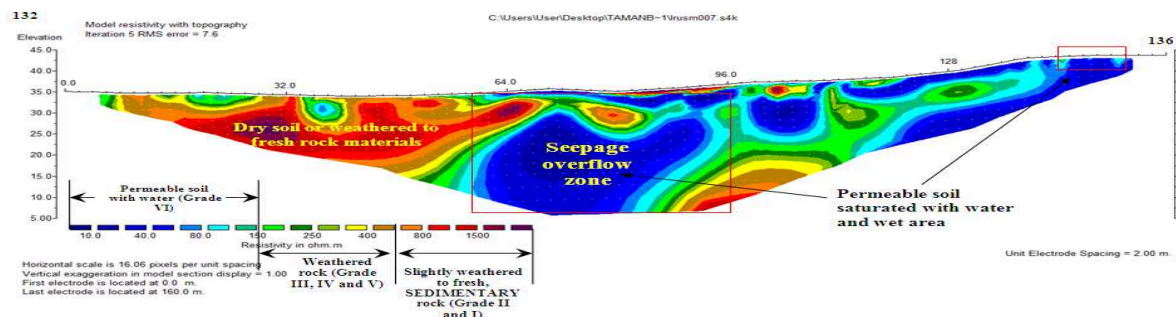 132
Model resistivity with topography
Iteration 5 RMS error = 7.6
C:\Users\User\Desktop\TAMANB~1\lrusm007.s4k
136
Elevation
45.0
40.0
35.0
30.0
25.0
20.0
15.0
10.0
5.00
0.0
32.0
64.0
96.0
128
Dry soil or weathered to
fresh rock materials
Seepage
overflow
zone
Permeable soil
with water (Grade
VI)
Permeable soil
saturated with water
and wet area
10.0 40.0 80.0 150 250 400 800 1500
Resistivity in ohm.m
Horizontal scale is 16.06 pixels per unit spacing
Vertical exaggeration in model section display = 1.00
First electrode is located at 0.0 m.
Last electrode is located at 160.0 m.
Weathered
rock (Grade
III, IV and V)
Slightly weathered
to fresh,
SEDIMENTARY
rock (Grade II
and I)
Unit Electrode Spacing = 2.00 m.